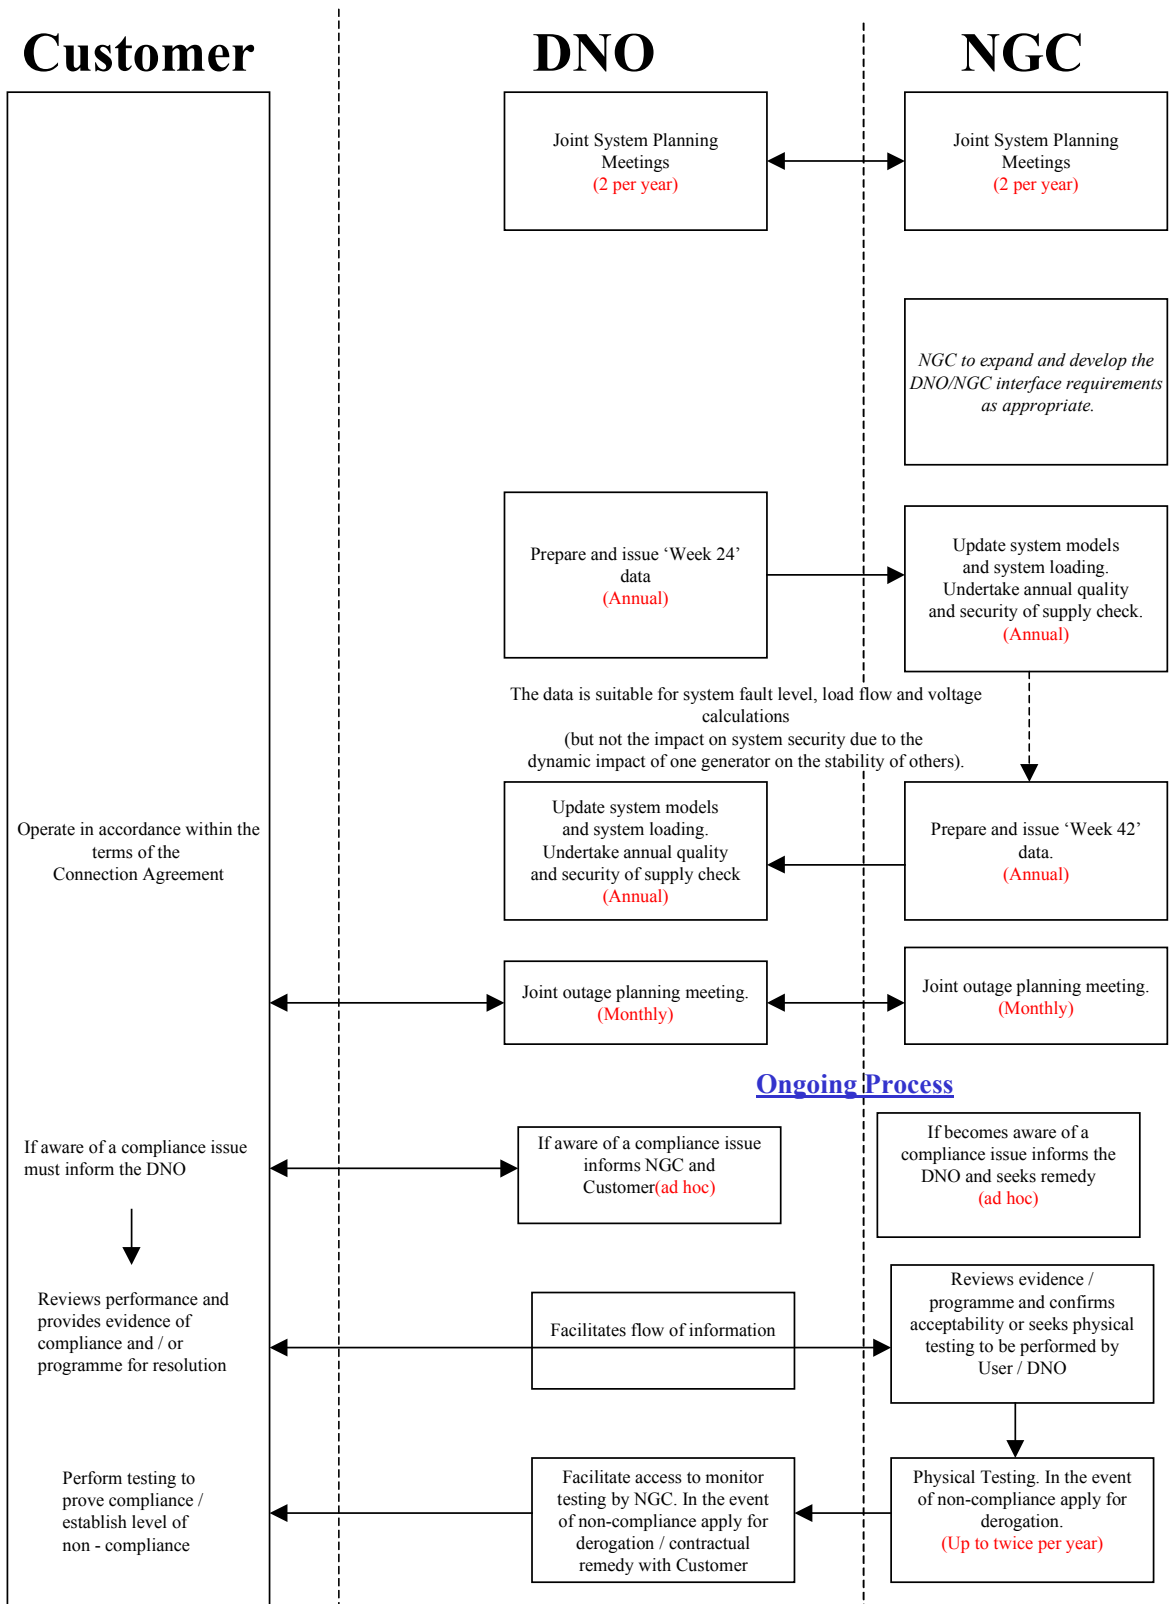 Customer
DNO
NGC
Joint System Planning
Meetings
(2 per year)
Joint System Planning
Meetings
(2 per year)
NGC to expand and develop the
DNO/NGC interface requirements
as appropriate.
Prepare and issue ‘Week 24’
data
(Annual)
Update system models
and system loading.
Undertake annual quality
and security of supply check.
(Annual)
The data is suitable for system fault level, load flow and voltage
calculations
(but not the impact on system security due to the
dynamic impact of one generator on the stability of others).
Operate in accordance within the
terms of the
Connection Agreement
Update system models
and system loading.
Undertake annual quality
and security of supply check
(Annual)
Prepare and issue ‘Week 42’
data.
(Annual)
Joint outage planning meeting.
(Monthly)
Joint outage planning meeting.
(Monthly)
Ongoing Process
If aware of a compliance issue
must inform the DNO
If aware of a compliance issue
informs NGC and
Customer(ad hoc)
If becomes aware of a
compliance issue informs the
DNO and seeks remedy
(ad hoc)
Reviews performance and
provides evidence of
compliance and / or
programme for resolution
Facilitates flow of information
Reviews evidence /
programme and confirms
acceptability or seeks physical
testing to be performed by
User / DNO
Perform testing to
prove compliance /
establish level of
non - compliance
Facilitate access to monitor
testing by NGC. In the event
of non-compliance apply for
derogation / contractual
remedy with Customer
Physical Testing. In the event
of non-compliance apply for
derogation.
(Up to twice per year)